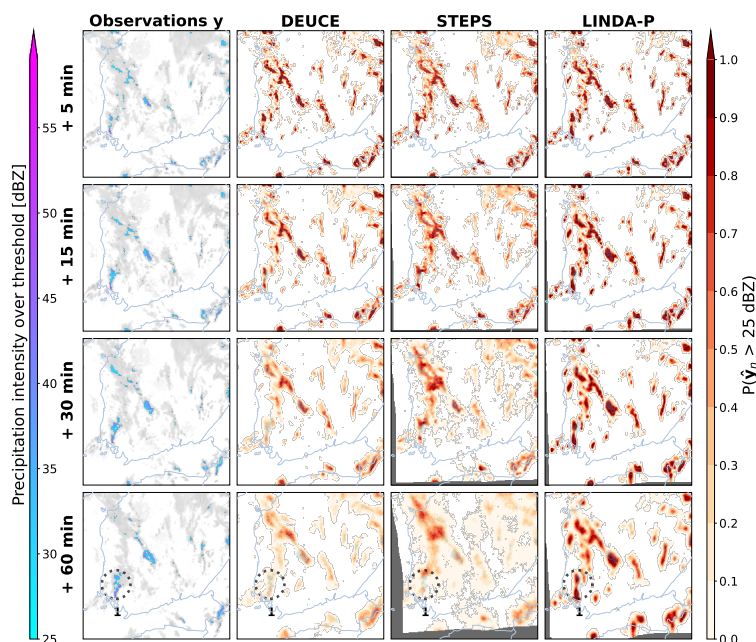 Observations y
DEUCE
STEPS
LINDA-P
+ 5 min
+ 15 min
+ 30 min
+ 60 min
Precipitation intensity over threshold [dBZ]
55
50
45
40
35
30
25
1.0
0.9
0.8
0.7
0.6
0.5
0.4
0.3
0.2
0.1
0.0
P(ŷₙ > 25 dBZ)
1
1
1
1